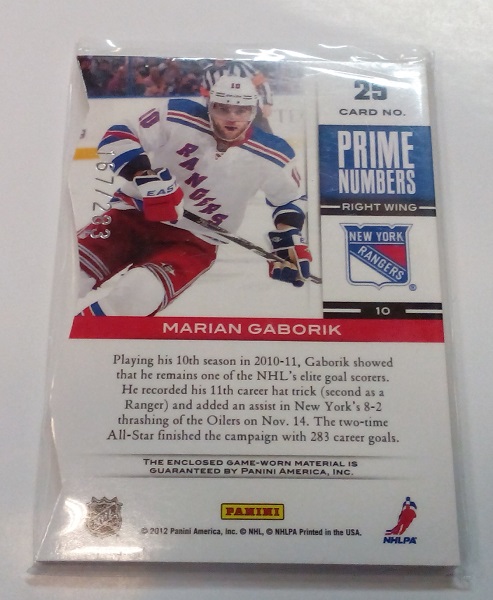 25
CARD NO.
PRIME
NUMBERS
RIGHT WING
NEW YORK
RANGERS
®
10
10
10
RANGERS
EAST
167/283
MARIAN GABORIK
Playing his 10th season in 2010-11, Gaborik showed
that he remains one of the NHL's elite goal scorers.
He recorded his 11th career hat trick (second as a
Ranger) and added an assist in New York's 8-2
thrashing of the Oilers on Nov. 14. The two-time
All-Star finished the campaign with 283 career goals.
THE ENCLOSED GAME-WORN MATERIAL IS
GUARANTEED BY PANINI AMERICA, INC.
NHL
PANINI
NHLPA
© 2012 Panini America, Inc. © NHL, © NHLPA Printed in the USA.